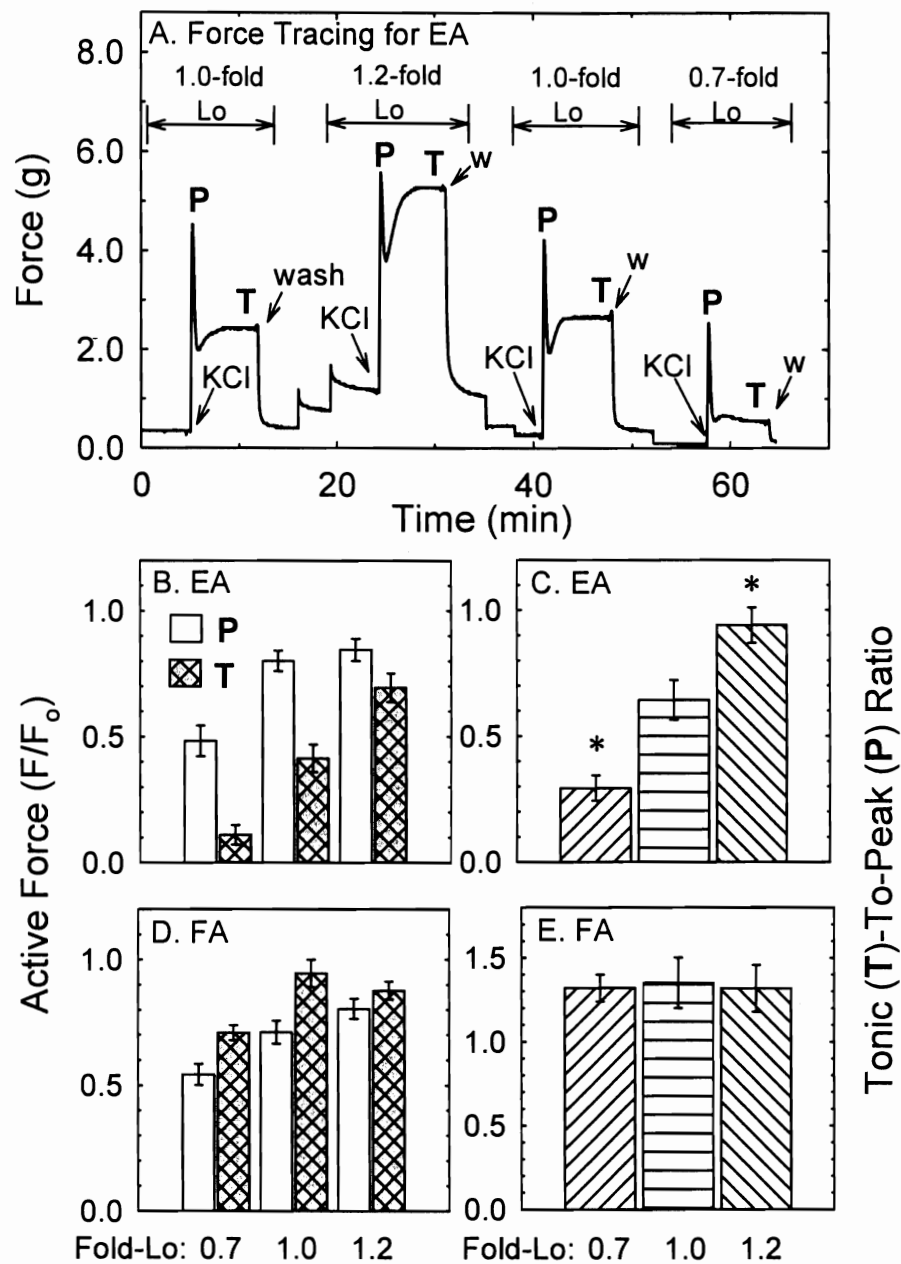 A. Force Tracing for EA
8.0
6.0
4.0
2.0
0.0
Force (g)
1.0-fold
Lo
1.2-fold
Lo
1.0-fold
Lo
0.7-fold
Lo
P
T
wash
KCl
P
T
w
KCl
P
T
w
KCl
P
T
w
KCl
0 20 40 60
Time (min)
Active Force (F/Fo)
B. EA
P
T
1.0
0.5
0.0
C. EA
*
*
1.0
0.5
0.0
D. FA
1.0
0.5
0.0
E. FA
1.5
1.0
0.5
0.0
Tonic (T)-To-Peak (P) Ratio
Fold-Lo: 0.7 1.0 1.2
Fold-Lo: 0.7 1.0 1.2